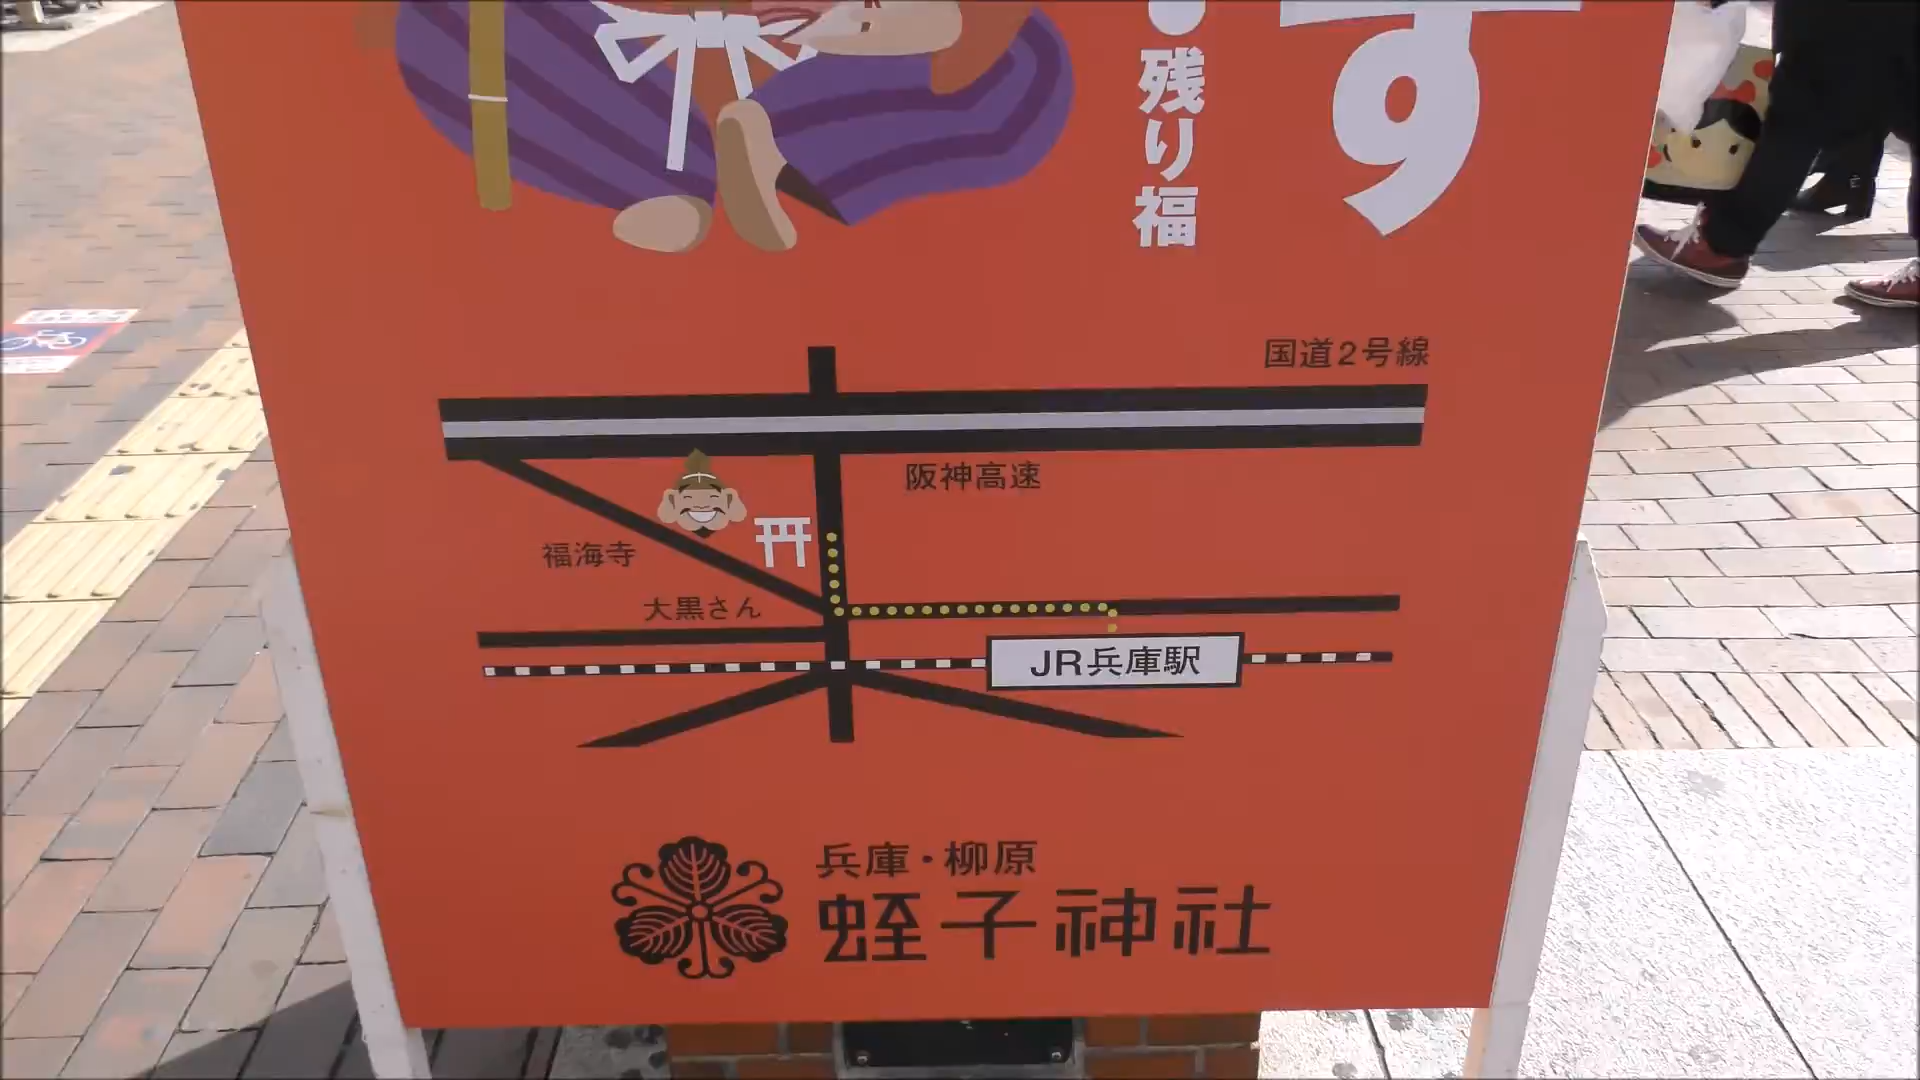 す
残り福
国道2号線
阪神高速
福海寺
大黒さん
JR兵庫駅
兵庫・柳原
蛭子神社